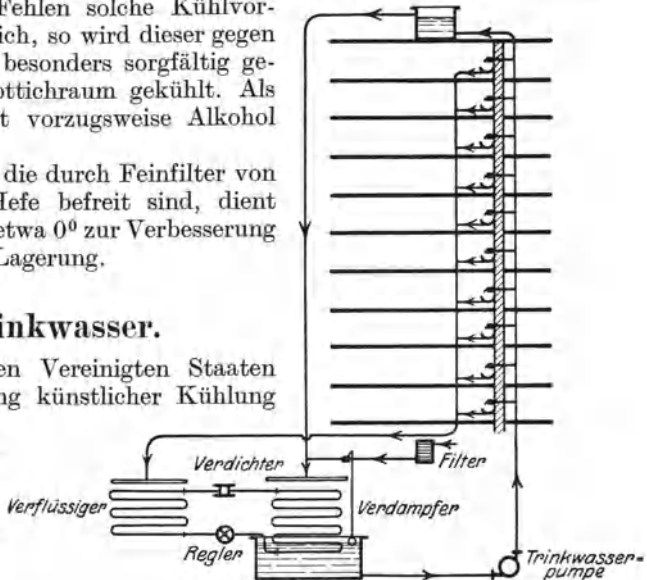 Fehlen solche Kühlvor-
ich, so wird dieser gegen
besonders sorgfältig ge-
ottichraum gekühlt. Als
t vorzugsweise Alkohol
die durch Feinfilter von
Hefe befreit sind, dient
etwa 0⁰ zur Verbesserung
Lagerung.
inkwasser.
en Vereinigten Staaten
ng künstlicher Kühlung
Verdichter
Filter
Verflüssiger
Verdampfer
Regler
Trinkwasser=
pumpe